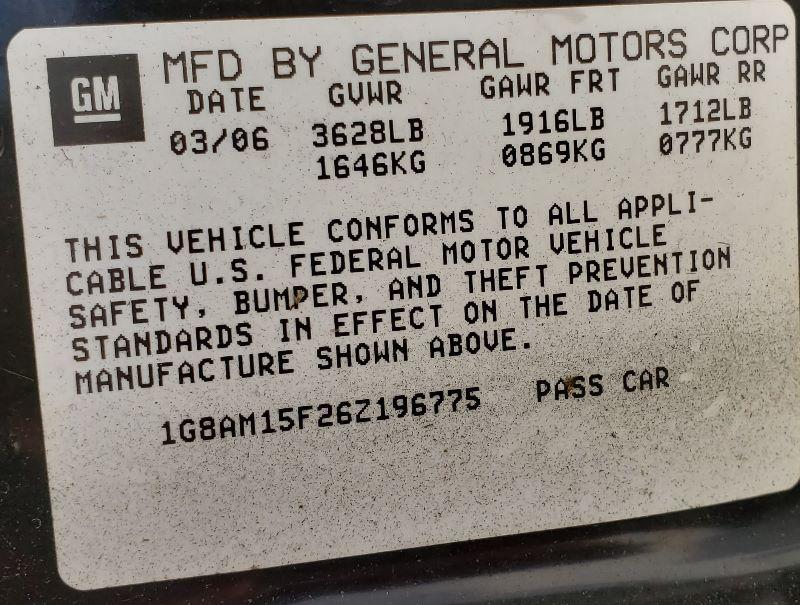 GM
MFD BY GENERAL MOTORS CORP
DATE GVWR GAWR FRT GAWR RR
03/06 3628LB 1916LB 1712LB
1646KG 0869KG 0777KG
THIS VEHICLE CONFORMS TO ALL APPLI-
CABLE U.S. FEDERAL MOTOR VEHICLE
SAFETY, BUMPER, AND THEFT PREVENTION
STANDARDS IN EFFECT ON THE DATE OF
MANUFACTURE SHOWN ABOVE.
1G8AM15F26Z196775 PASS CAR